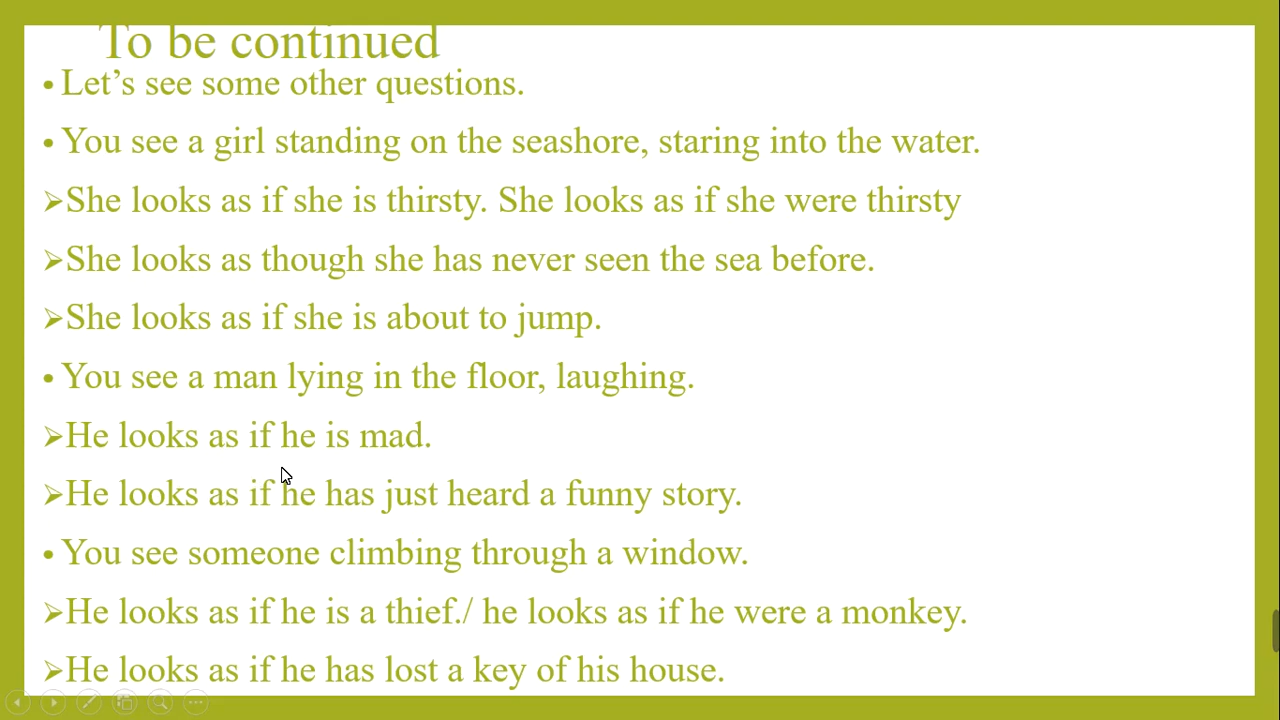 To be continued
• Let’s see some other questions.
• You see a girl standing on the seashore, staring into the water.
➢She looks as if she is thirsty. She looks as if she were thirsty
➢She looks as though she has never seen the sea before.
➢She looks as if she is about to jump.
• You see a man lying in the floor, laughing.
➢He looks as if he is mad.
➢He looks as if he has just heard a funny story.
• You see someone climbing through a window.
➢He looks as if he is a thief./ he looks as if he were a monkey.
➢He looks as if he has lost a key of his house.